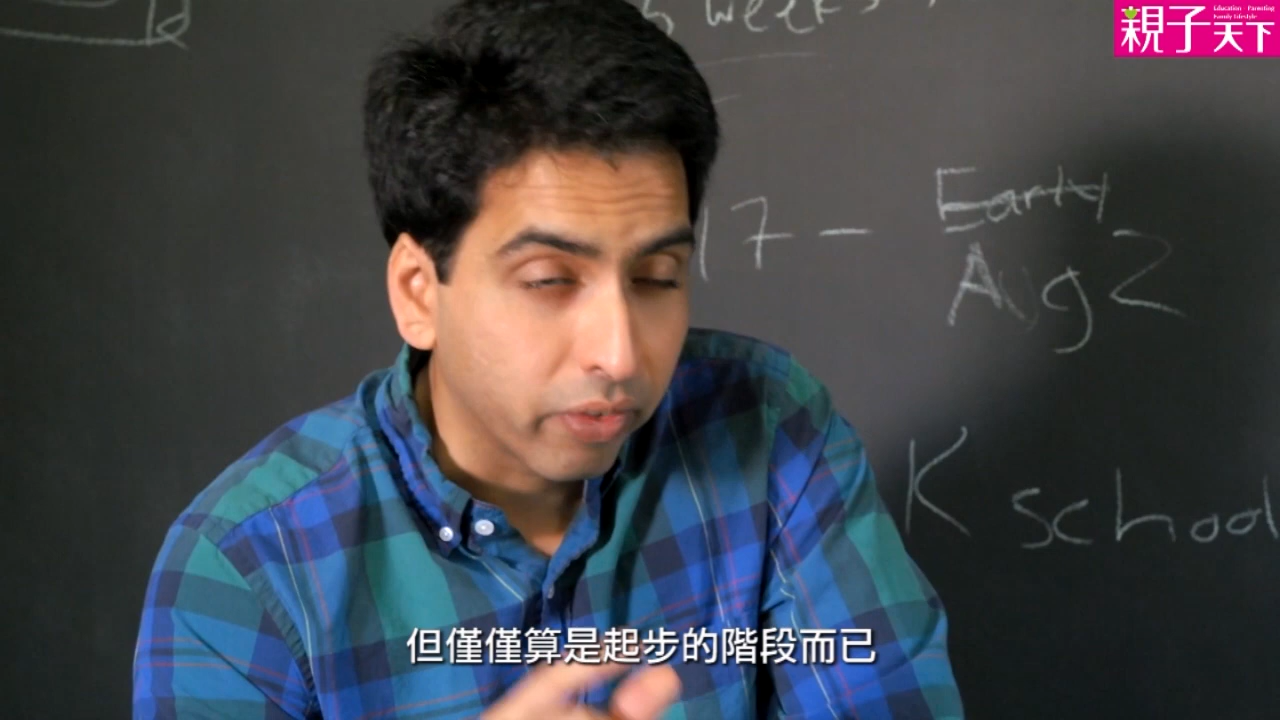 6 weeks
親子天下
Education · Parenting
Family Lifestyle
17 - Early
Aug 2
K school
但僅僅算是起步的階段而已